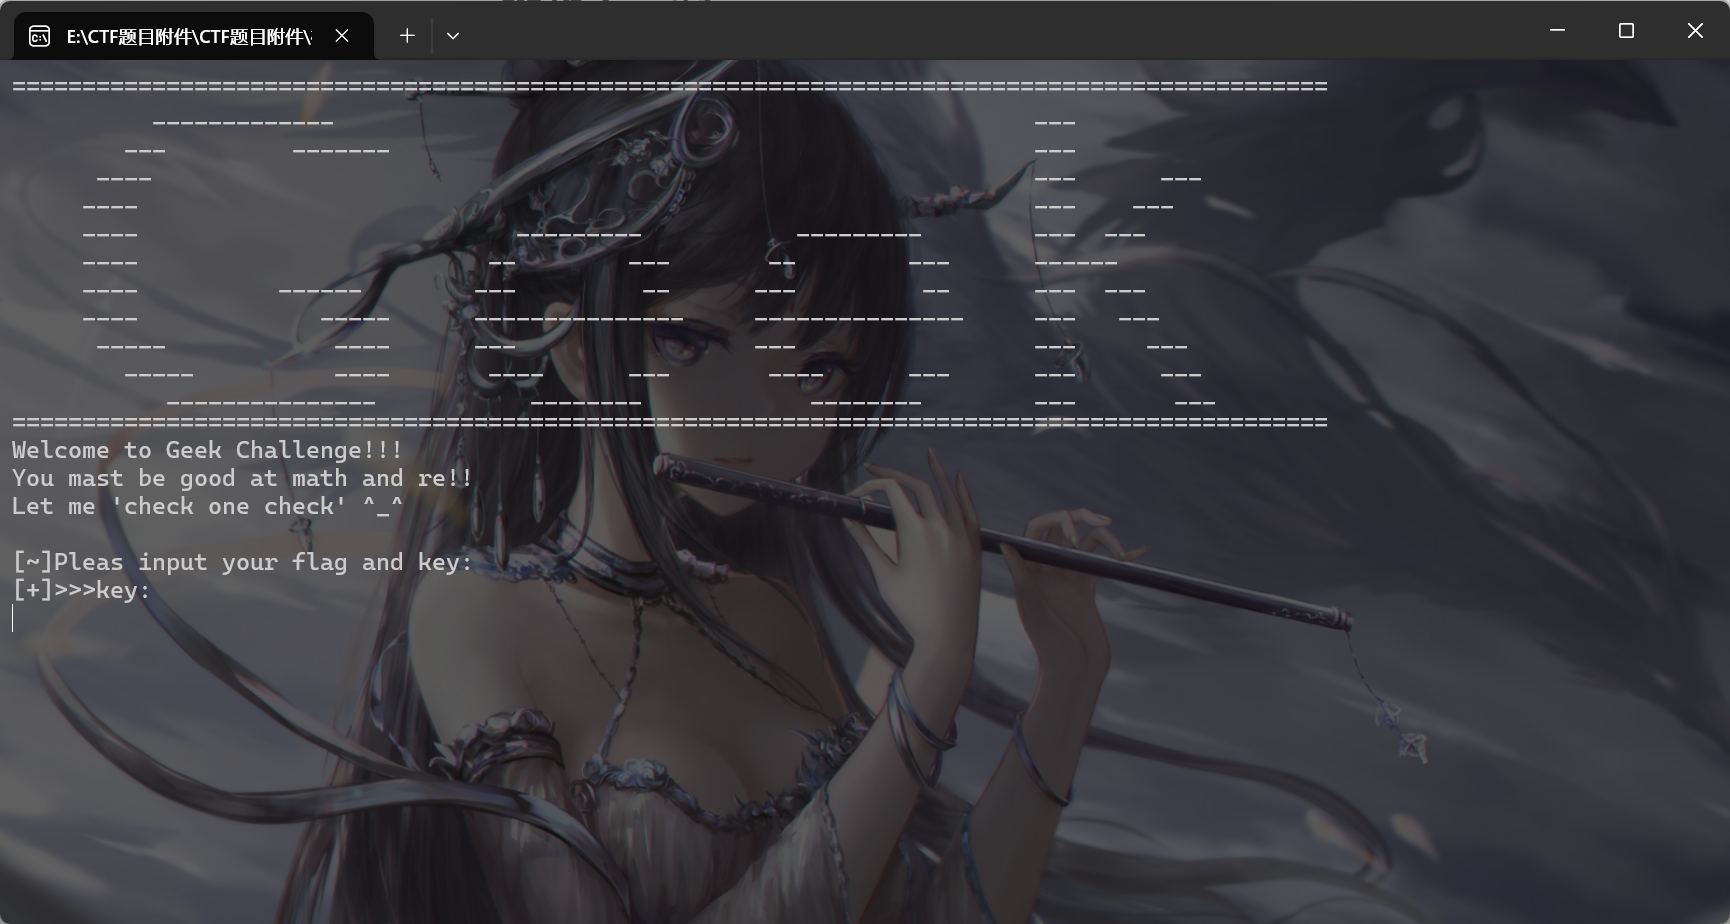 E:\CTF题目附件\CTF题目附件\
====================================================================================
Welcome to Geek Challenge!!!
You mast be good at math and re!!
Let me 'check one check' ^_^
[~]Pleas input your flag and key:
[+]>>>key: